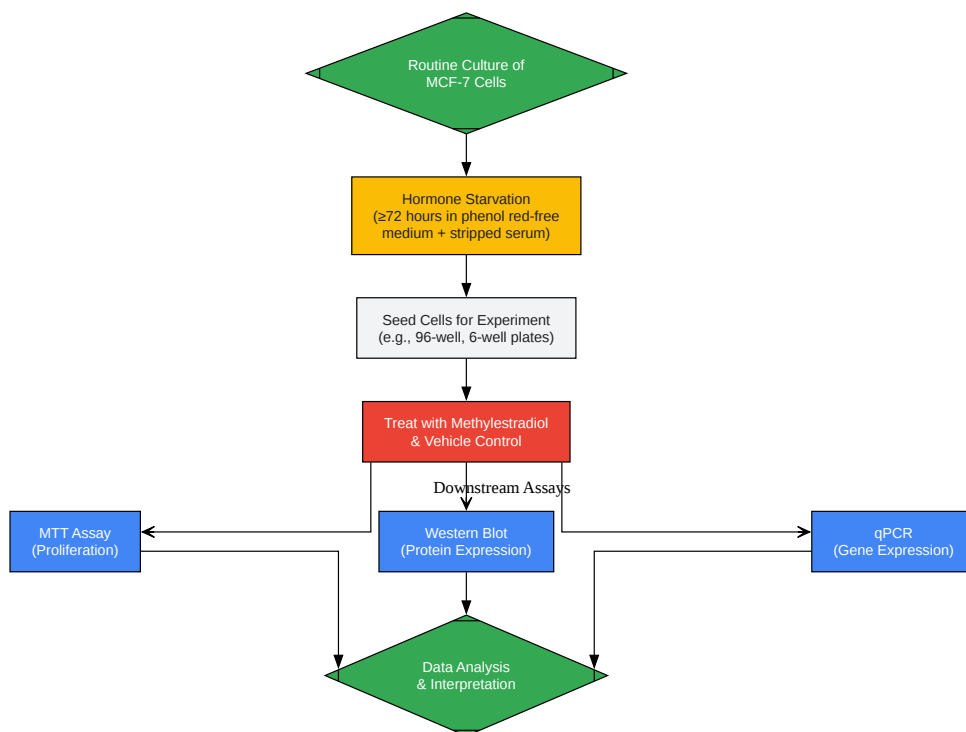 Routine Culture of
MCF-7 Cells
Hormone Starvation
(≥72 hours in phenol red-free
medium + stripped serum)
Seed Cells for Experiment
(e.g., 96-well, 6-well plates)
Treat with Methylestradiol
& Vehicle Control
Downstream Assays
MTT Assay
(Proliferation)
Western Blot
(Protein Expression)
qPCR
(Gene Expression)
Data Analysis
& Interpretation